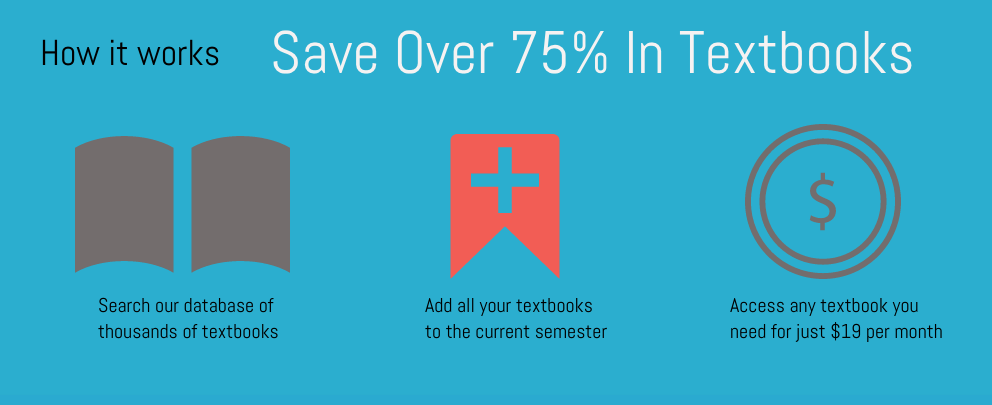 How it works
Save Over 75% In Textbooks
$
Search our database of
thousands of textbooks
Add all your textbooks
to the current semester
Access any textbook you
need for just $19 per month